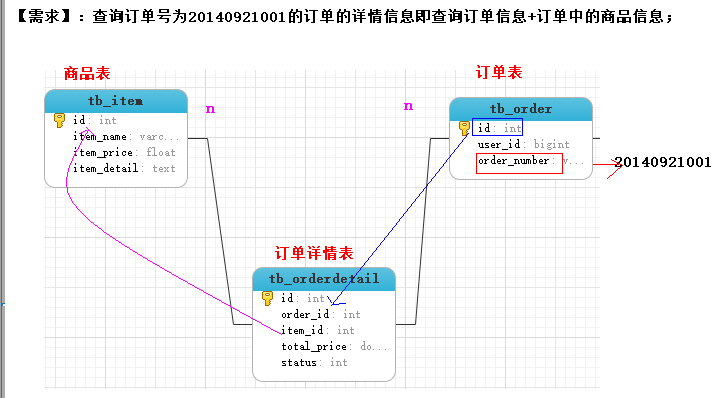 【需求】：查询订单号为20140921001的订单的详情信息即查询订单信息+订单中的商品信息；
商品表
订单表
tb_item
n
n
tb_order
id: int
item_name: varc...
item_price: float
item_detail: text
id: int
user_id: bigint
order_number: v...
20140921001
订单详情表
tb_orderdetail
id: int
order_id: int
item_id: int
total_price: do...
status: int